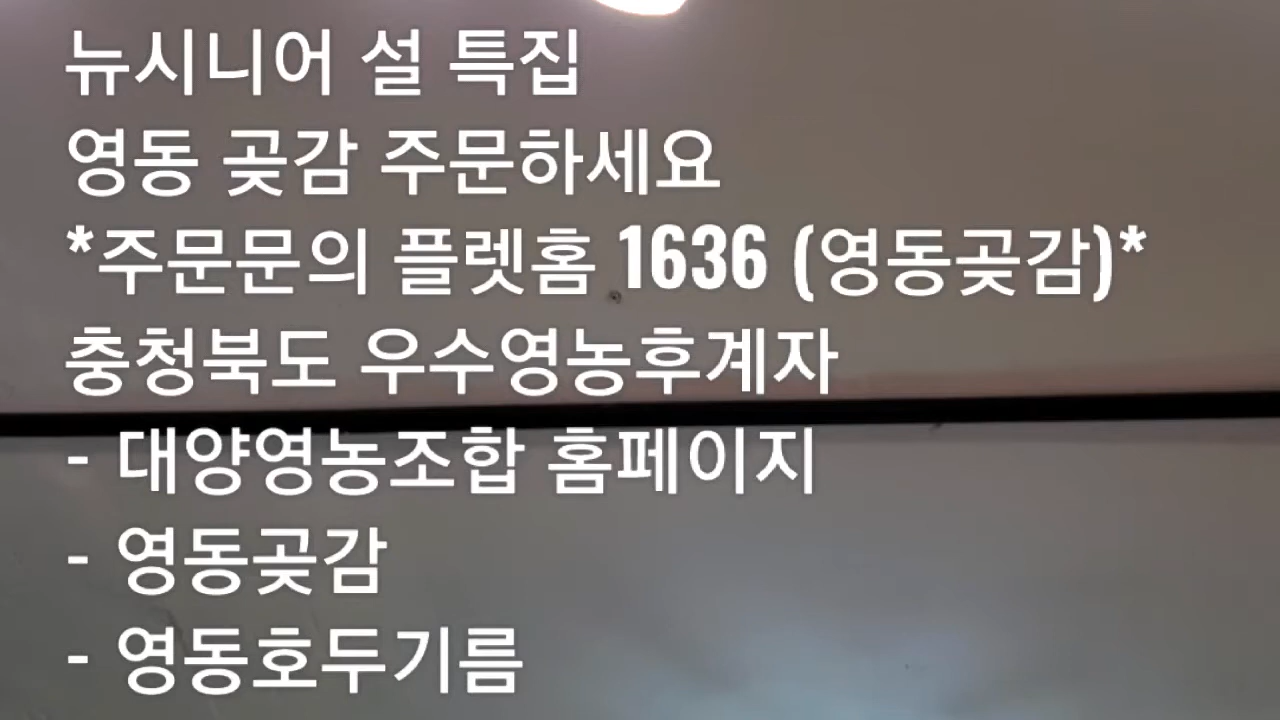 뉴시니어 설 특집
영동 곶감 주문하세요
*주문문의 플렛홈 1636 (영동곶감)*
충청북도 우수영농후계자
- 대양영농조합 홈페이지
- 영동곶감
- 영동호두기름